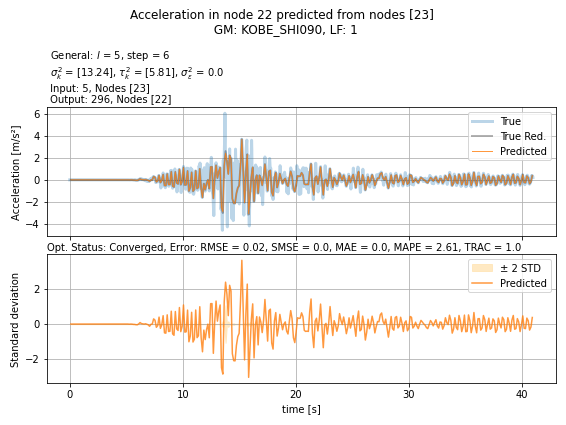 Acceleration in node 22 predicted from nodes [23]
GM: KOBE_SHI090, LF: 1
General: l = 5, step = 6
σ²ₖ = [13.24], τ²ₖ = [5.81], σ²ε = 0.0
Input: 5, Nodes [23]
Output: 296, Nodes [22]
Acceleration [m/s²]
6
4
2
0
−2
−4
True
True Red.
Predicted
Opt. Status: Converged, Error: RMSE = 0.02, SMSE = 0.0, MAE = 0.0, MAPE = 2.61, TRAC = 1.0
Standard deviation
2
0
−2
± 2 STD
Predicted
0 10 20 30 40
time [s]